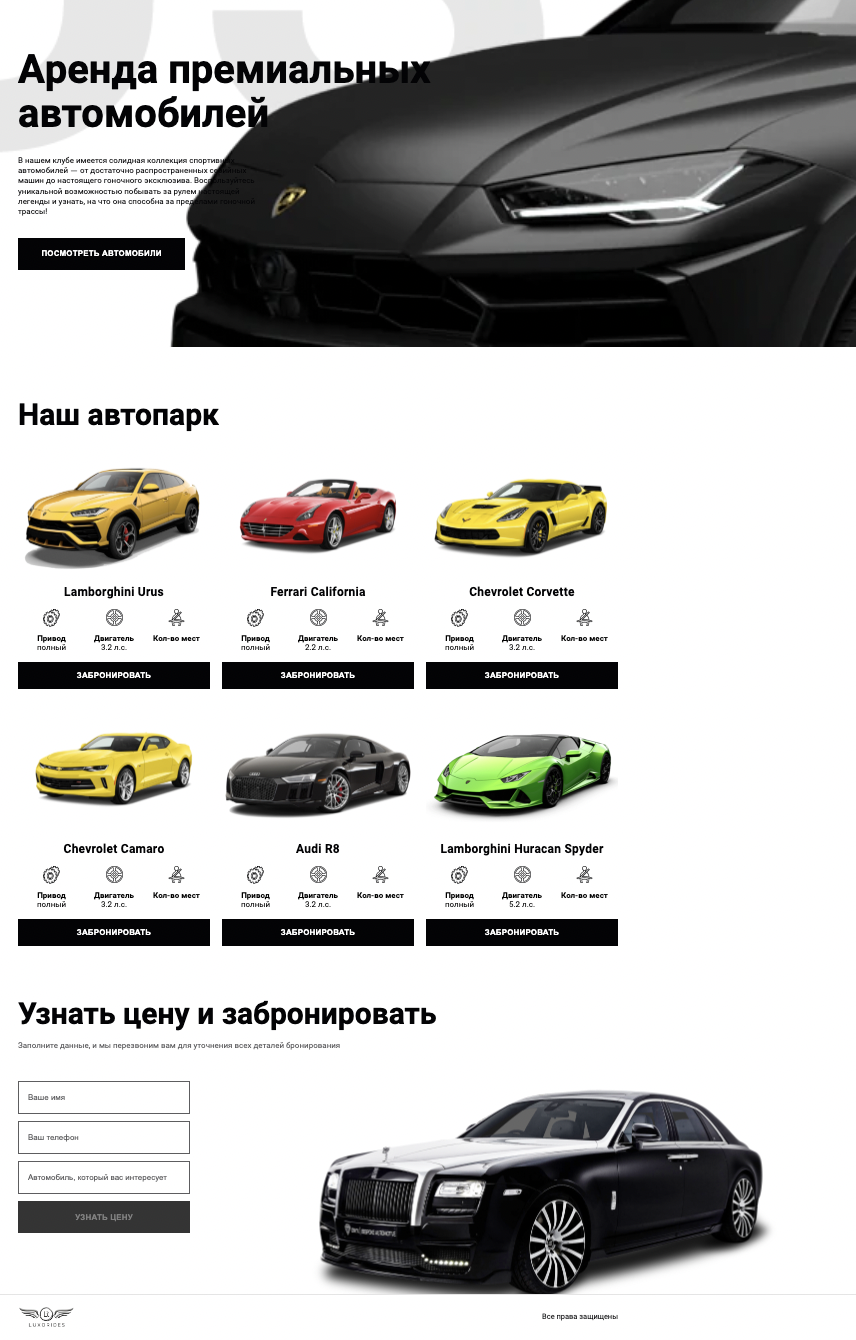 Аренда премиальных
автомобилей
В нашем клубе имеется солидная коллекция спортивных
автомобилей — от достаточно распространенных серийных
машин до настоящего гоночного эксклюзива. Воспользуйтесь
уникальной возможностью побывать за рулем настоящей
легенды и узнать, на что она способна за пределами гоночной
трассы!
ПОСМОТРЕТЬ АВТОМОБИЛИ
Наш автопарк
Lamborghini Urus
Ferrari California
Chevrolet Corvette
Привод Двигатель Кол-во мест
полный 3.2 л.с.
Привод Двигатель Кол-во мест
полный 2.2 л.с.
Привод Двигатель Кол-во мест
полный 3.2 л.с.
ЗАБРОНИРОВАТЬ
ЗАБРОНИРОВАТЬ
ЗАБРОНИРОВАТЬ
Chevrolet Camaro
Audi R8
Lamborghini Huracan Spyder
Привод Двигатель Кол-во мест
полный 3.2 л.с.
Привод Двигатель Кол-во мест
полный 3.2 л.с.
Привод Двигатель Кол-во мест
полный 5.2 л.с.
ЗАБРОНИРОВАТЬ
ЗАБРОНИРОВАТЬ
ЗАБРОНИРОВАТЬ
Узнать цену и забронировать
Заполните данные, и мы перезвоним вам для уточнения всех деталей бронирования
Ваше имя
Ваш телефон
Автомобиль, который вас интересует
УЗНАТЬ ЦЕНУ
LUXORIDES
Все права защищены